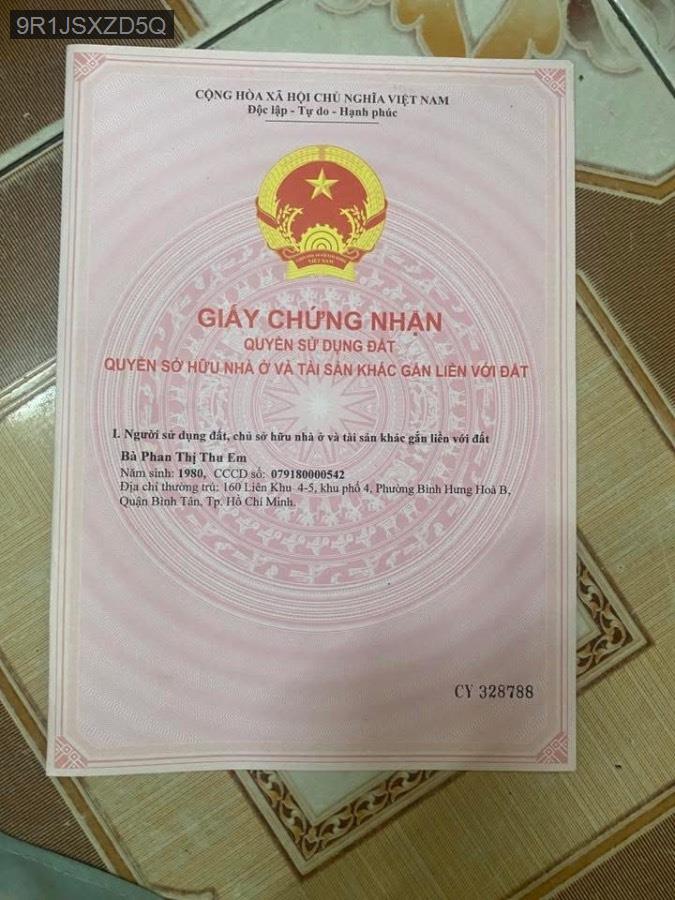 9R1JSXZD5Q
CỘNG HÒA XÃ HỘI CHỦ NGHĨA VIỆT NAM
Độc lập - Tự do - Hạnh phúc
VIỆT NAM
GIẤY CHỨNG NHẬN
QUYỀN SỬ DỤNG ĐẤT
QUYỀN SỞ HỮU NHÀ Ở VÀ TÀI SẢN KHÁC GẮN LIỀN VỚI ĐẤT
I. Người sử dụng đất, chủ sở hữu nhà ở và tài sản khác gắn liền với đất
Bà Phan Thị Thu Em
Năm sinh: 1980, CCCD số: 079180000542
Địa chỉ thường trú: 160 Liên Khu 4-5, khu phố 4, Phường Bình Hưng Hoà B,
Quận Bình Tân, Tp. Hồ Chí Minh.
CY 328788